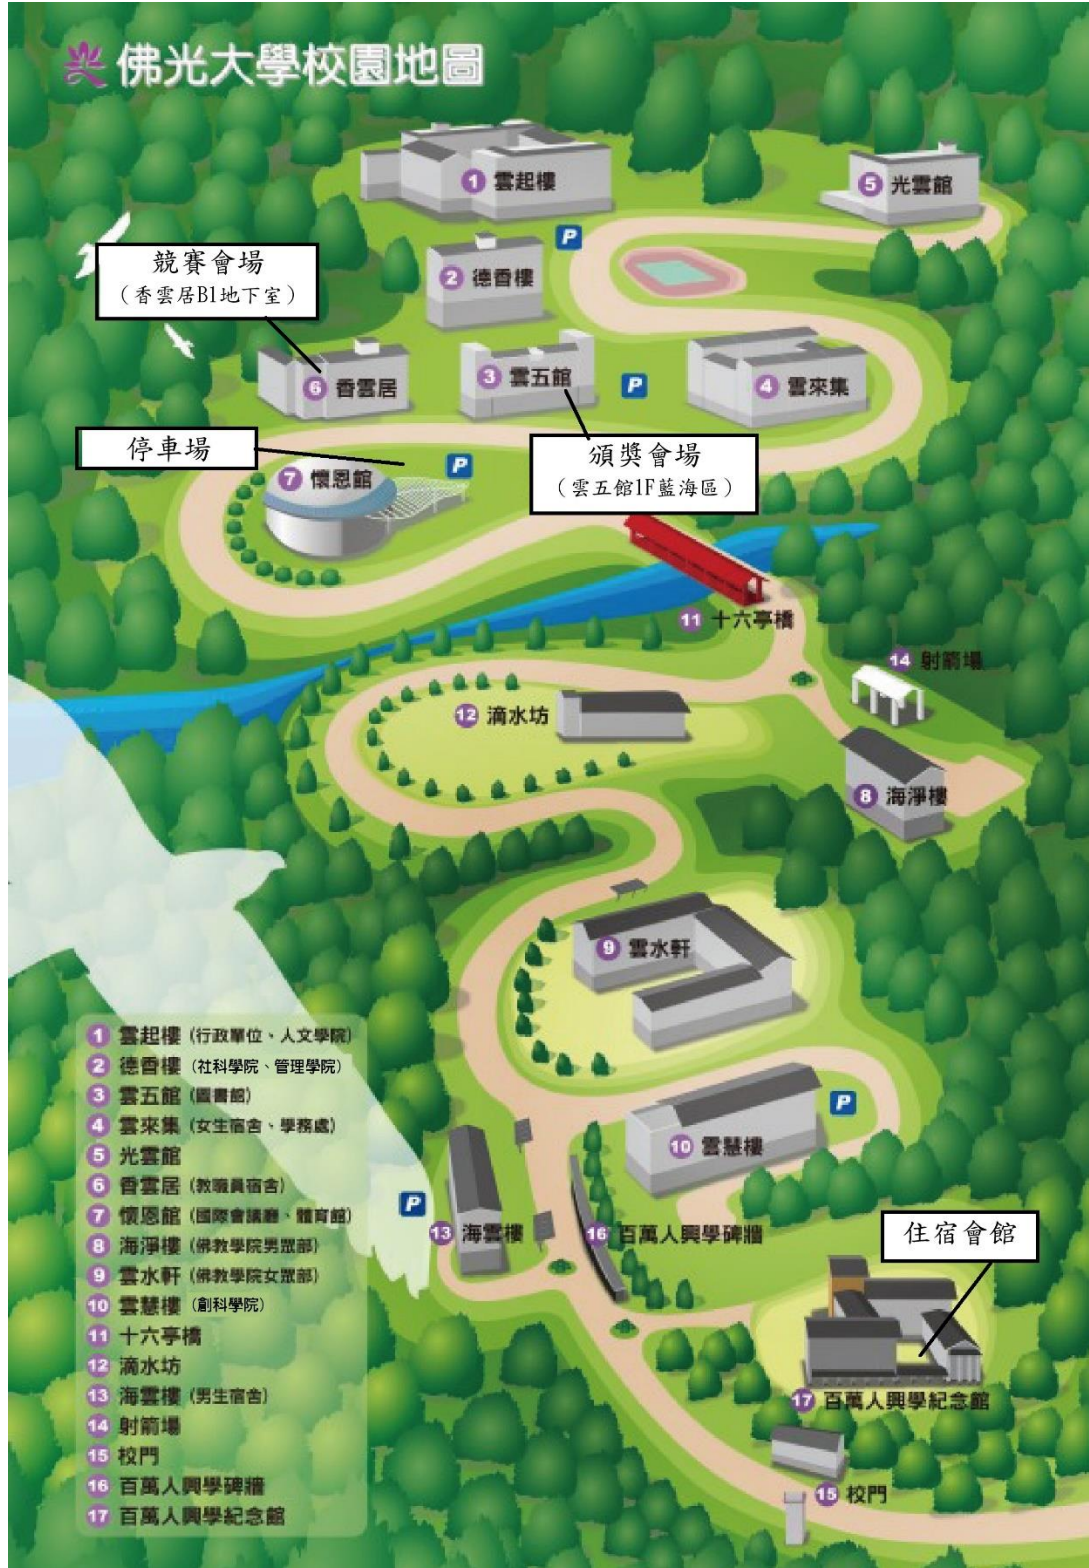 佛光大學校園地圖
1 雲起樓
5 光雲館
P
競賽會場
（香雲居B1地下室）
2 德香樓
6 香雲居
3 雲五館
P
4 雲來集
停車場
7 懷恩館
P
頒獎會場
（雲五館1F藍海區）
11 十六亭橋
14 射箭場
12 滴水坊
8 海淨樓
9 雲水軒
10 雲慧樓
P
P
13 海雲樓
16 百萬人興學碑牆
住宿會館
17 百萬人興學紀念館
15 校門
1 雲起樓 (行政單位、人文學院)
2 德香樓 (社科學院、管理學院)
3 雲五館 (圖書館)
4 雲來集 (女生宿舍、學務處)
5 光雲館
6 香雲居 (教職員宿舍)
7 懷恩館 (國際會議廳、體育館)
8 海淨樓 (佛教學院男眾部)
9 雲水軒 (佛教學院女眾部)
10 雲慧樓 (創科學院)
11 十六亭橋
12 滴水坊
13 海雲樓 (男生宿舍)
14 射箭場
15 校門
16 百萬人興學碑牆
17 百萬人興學紀念館